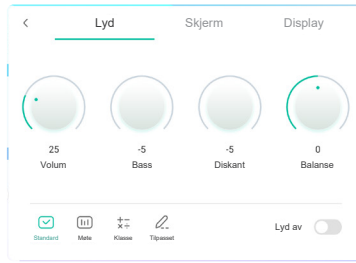 Lyd Skjerm Display
25 -5 -5 0
Volum Bass Diskant Balanse
Standard Møte Klasse Tilpasset
Lyd av